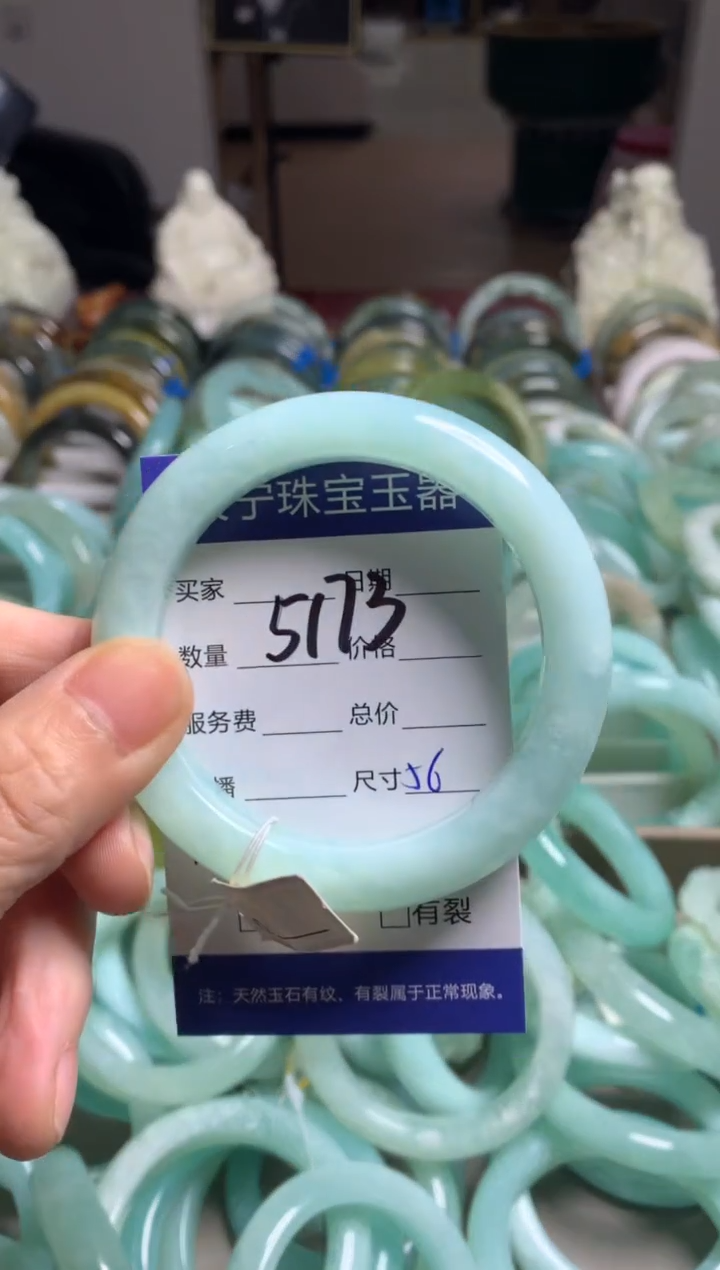 宁珠宝玉器
买家 日期
5173
数量 价格
服务费 总价
播 尺寸 56
有裂
注：天然玉石有纹、有裂属于正常现象。